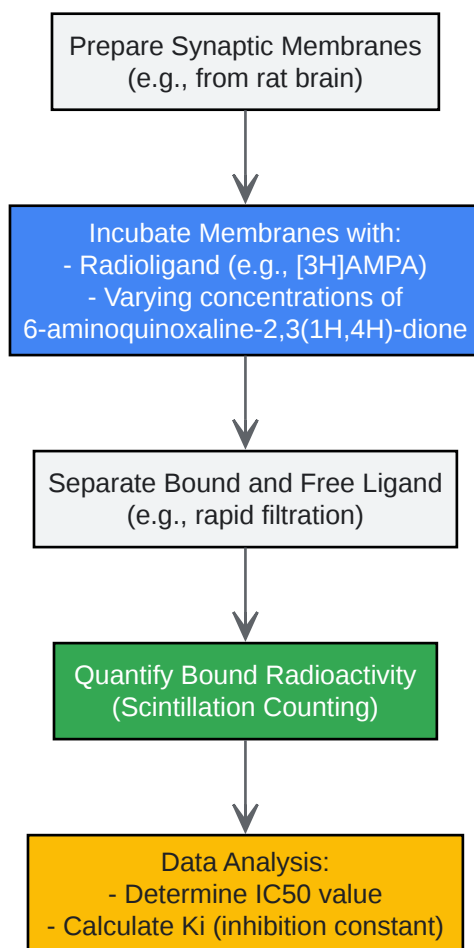 Prepare Synaptic Membranes
(e.g., from rat brain)
Incubate Membranes with:
- Radioligand (e.g., [3H]AMPA)
- Varying concentrations of
6-aminoquinoxaline-2,3(1H,4H)-dione
Separate Bound and Free Ligand
(e.g., rapid filtration)
Quantify Bound Radioactivity
(Scintillation Counting)
Data Analysis:
- Determine IC50 value
- Calculate Ki (inhibition constant)